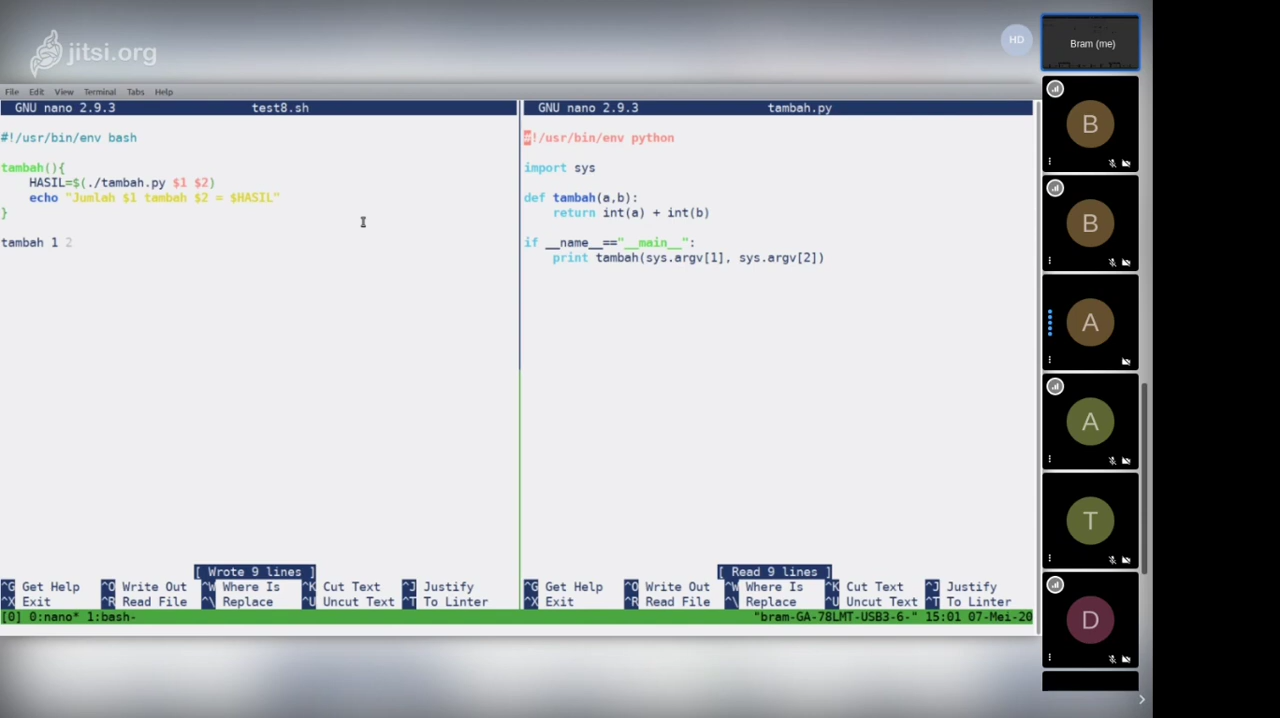 jitsi.org
HD
Bram (me)
File Edit View Terminal Tabs Help
GNU nano 2.9.3 test8.sh
#!/usr/bin/env bash
tambah(){
HASIL=$(./tambah.py $1 $2)
echo "Jumlah $1 tambah $2 = $HASIL"
}
tambah 1 2
[ Wrote 9 lines ]
^G Get Help ^O Write Out ^W Where Is ^K Cut Text ^J Justify
^X Exit ^R Read File ^\ Replace ^U Uncut Text ^T To Linter
GNU nano 2.9.3 tambah.py
#!/usr/bin/env python
import sys
def tambah(a,b):
return int(a) + int(b)
if __name__=="__main__":
print tambah(sys.argv[1], sys.argv[2])
[ Read 9 lines ]
^G Get Help ^O Write Out ^W Where Is ^K Cut Text ^J Justify
^X Exit ^R Read File ^\ Replace ^U Uncut Text ^T To Linter
[0] 0:nano* 1:bash- "bram-GA-78LMT-USB3-6-" 15:01 07-Mei-20
B
B
A
A
T
D